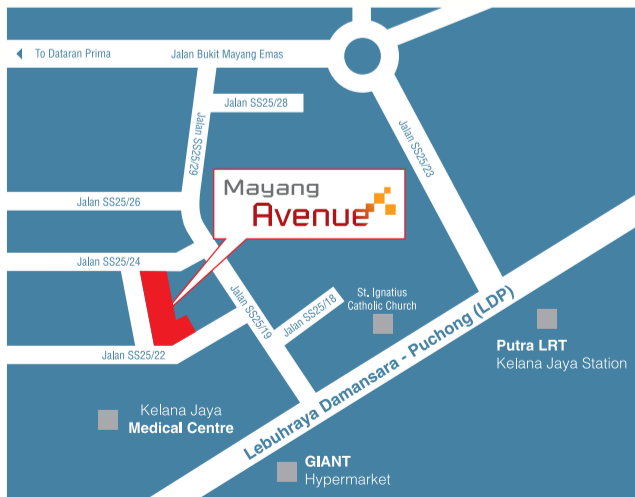 To Dataran Prima
Jalan Bukit Mayang Emas
Jalan SS25/28
Jalan SS25/29
Jalan SS25/23
Mayang
Avenue
Jalan SS25/26
Jalan SS25/24
St. Ignatius
Catholic Church
Jalan SS25/18
Jalan SS25/19
Lebuhraya Damansara - Puchong (LDP)
Putra LRT
Kelana Jaya Station
Jalan SS25/22
Kelana Jaya
Medical Centre
GIANT
Hypermarket